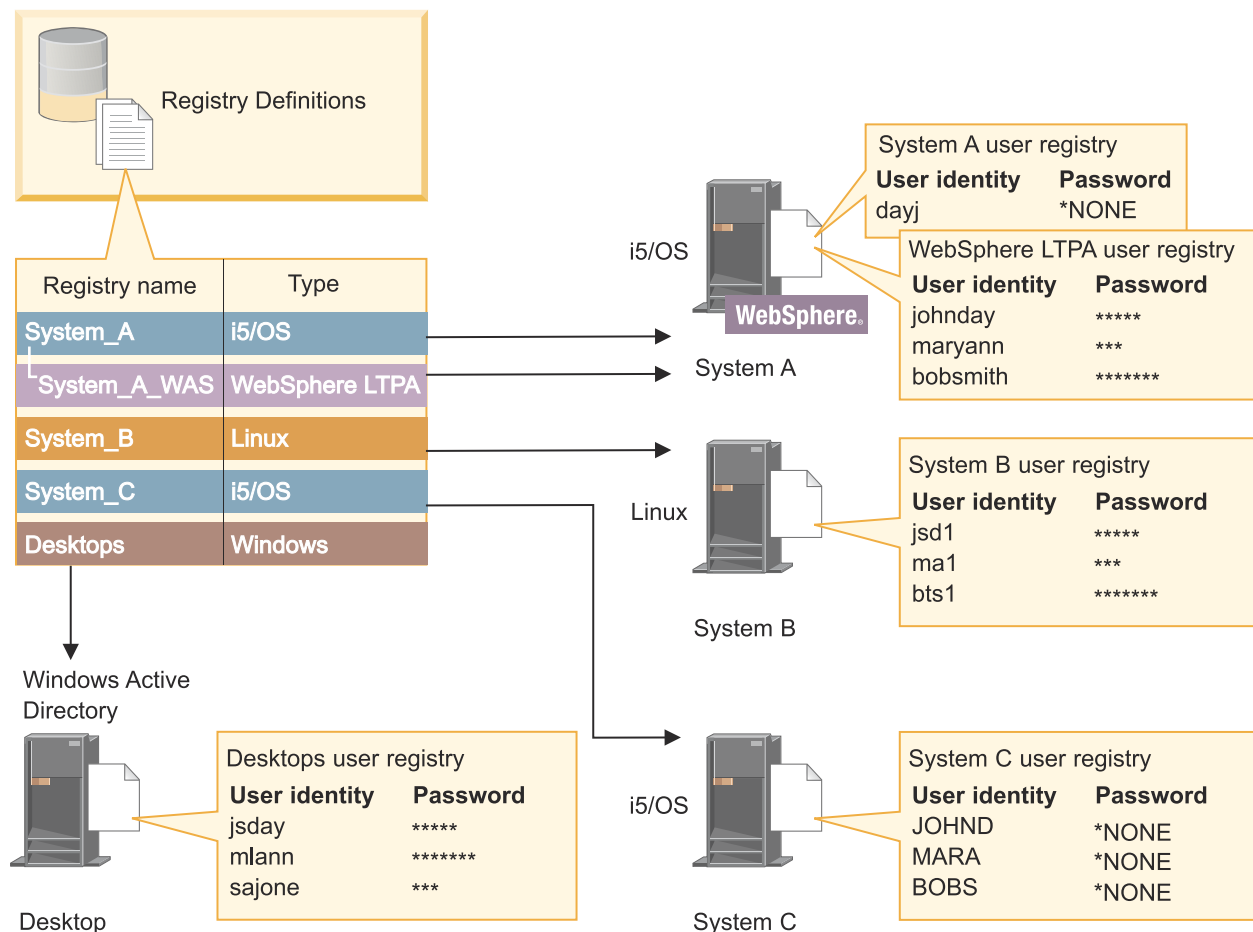 Registry Definitions
Registry name Type
System_A i5/OS
System_A_WAS WebSphere LTPA
System_B Linux
System_C i5/OS
Desktops Windows
i5/OS
WebSphere®
System A
System A user registry
User identity Password
dayj *NONE
WebSphere LTPA user registry
User identity Password
johnday *****
maryann ***
bobsmith *******
Linux
System B
System B user registry
User identity Password
jsd1 *****
ma1 ***
bts1 *******
Windows Active
Directory
Desktop
Desktops user registry
User identity Password
jsday *****
mlann *******
sajone ***
i5/OS
System C
System C user registry
User identity Password
JOHND *NONE
MARA *NONE
BOBS *NONE